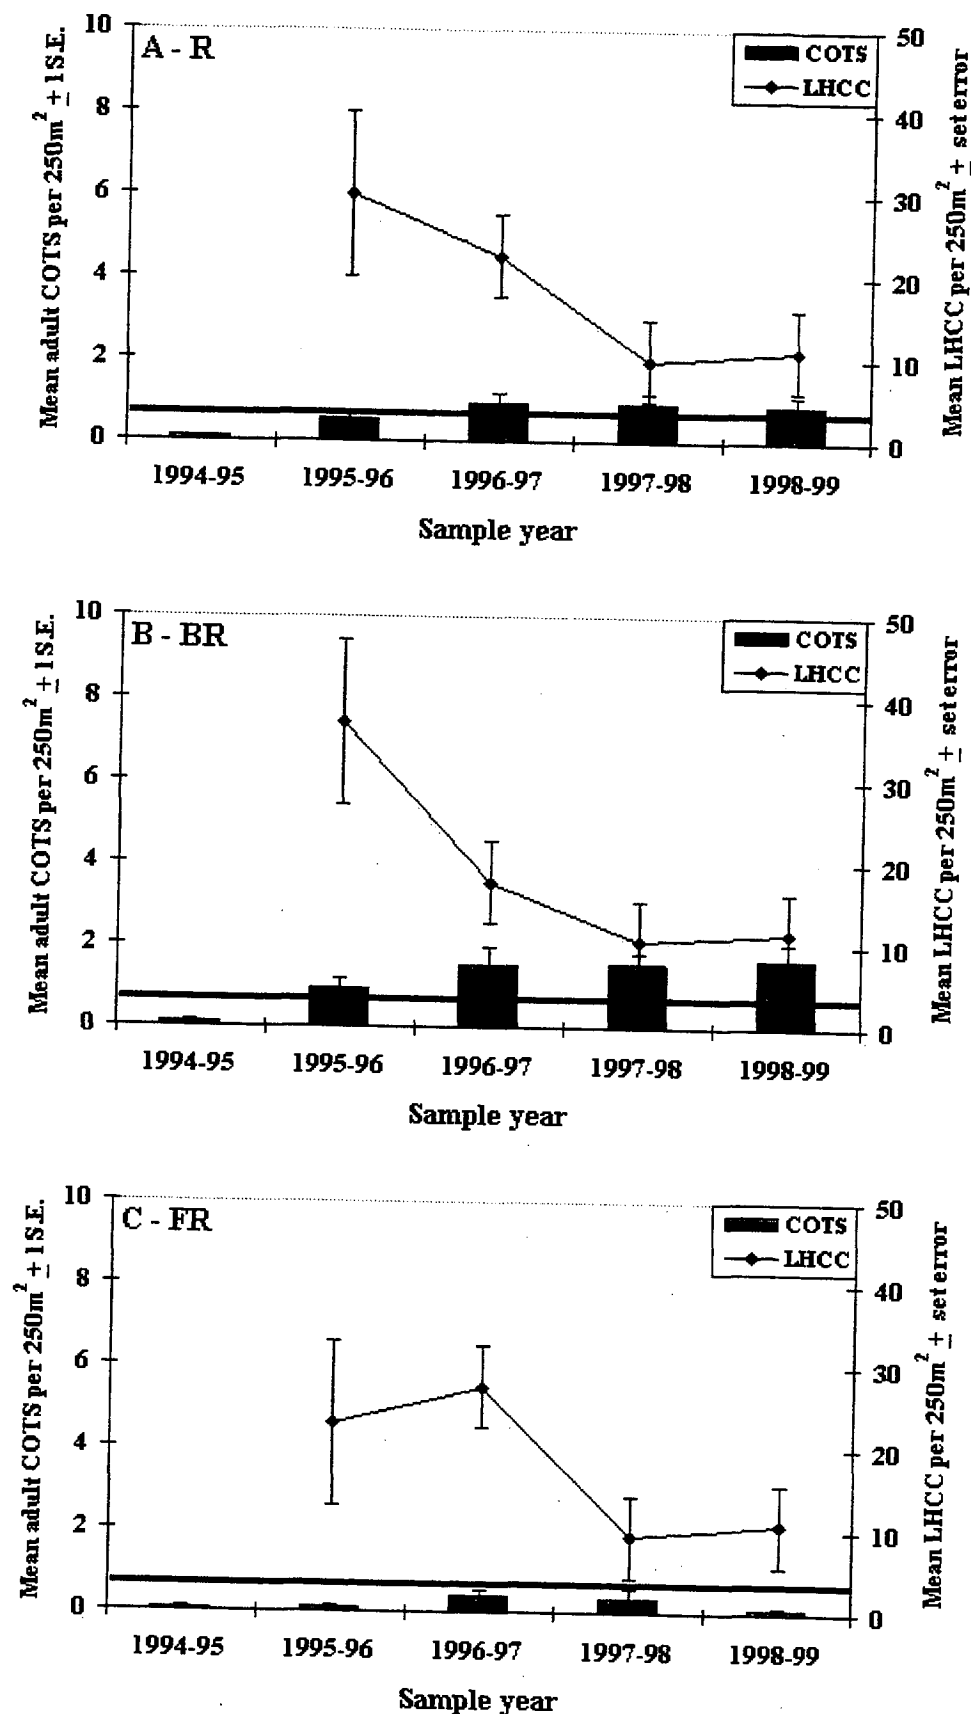 A - R
COTS
LHCC
Mean adult COTS per 250m² ± 1 S.E.
10
8
6
4
2
0
Mean LHCC per 250m² ± set error
50
40
30
20
10
0
1994-95 1995-96 1996-97 1997-98 1998-99
Sample year
B - BR
COTS
LHCC
Mean adult COTS per 250m² ± 1 S.E.
10
8
6
4
2
0
Mean LHCC per 250m² ± set error
50
40
30
20
10
0
1994-95 1995-96 1996-97 1997-98 1998-99
Sample year
C - FR
COTS
LHCC
Mean adult COTS per 250m² ± 1 S.E.
10
8
6
4
2
0
Mean LHCC per 250m² ± set error
50
40
30
20
10
0
1994-95 1995-96 1996-97 1997-98 1998-99
Sample year